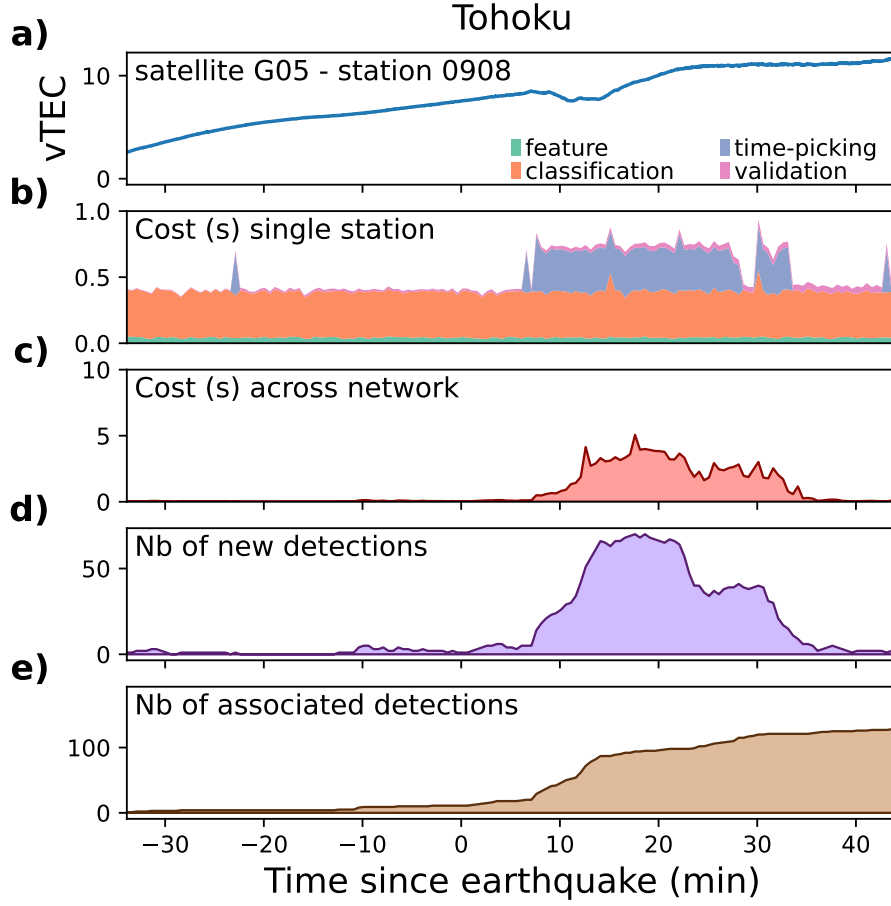 Tohoku
a)
vTEC
10
0
satellite G05 - station 0908
feature
classification
time-picking
validation
b)
1.0
0.5
0.0
Cost (s) single station
c)
10
5
0
Cost (s) across network
d)
50
0
Nb of new detections
e)
100
0
Nb of associated detections
−30 −20 −10 0 10 20 30 40
Time since earthquake (min)